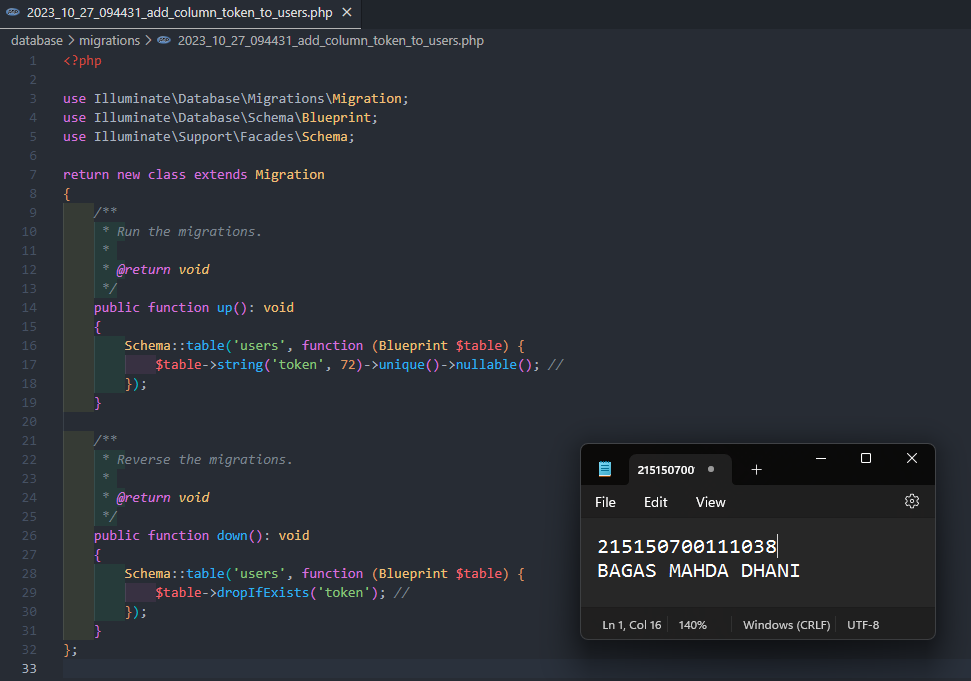 2023_10_27_094431_add_column_token_to_users.php
database > migrations > 2023_10_27_094431_add_column_token_to_users.php
1 <?php
2
3 use Illuminate\Database\Migrations\Migration;
4 use Illuminate\Database\Schema\Blueprint;
5 use Illuminate\Support\Facades\Schema;
6
7 return new class extends Migration
8 {
9     /**
10      * Run the migrations.
11      *
12      * @return void
13      */
14     public function up(): void
15     {
16         Schema::table('users', function (Blueprint $table) {
17             $table->string('token', 72)->unique()->nullable(); //
18         });
19     }
20
21     /**
22      * Reverse the migrations.
23      *
24      * @return void
25      */
26     public function down(): void
27     {
28         Schema::table('users', function (Blueprint $table) {
29             $table->dropIfExists('token'); //
30         });
31     }
32 };
33
215150700
File Edit View
215150700111038
BAGAS MAHDA DHANI
Ln 1, Col 16 140% Windows (CRLF) UTF-8